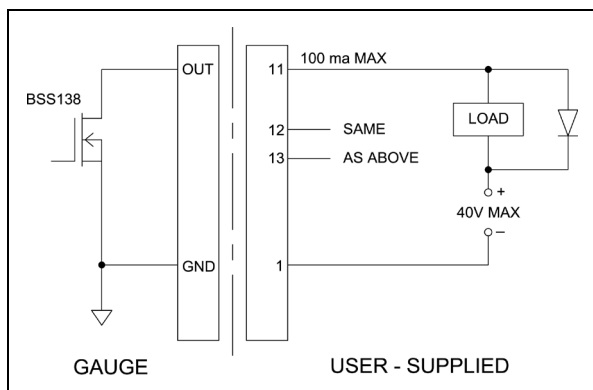 OUT
11
100 ma MAX
BSS138
LOAD
12
SAME
13
AS ABOVE
+
40V MAX
–
GND
1
GAUGE
USER - SUPPLIED